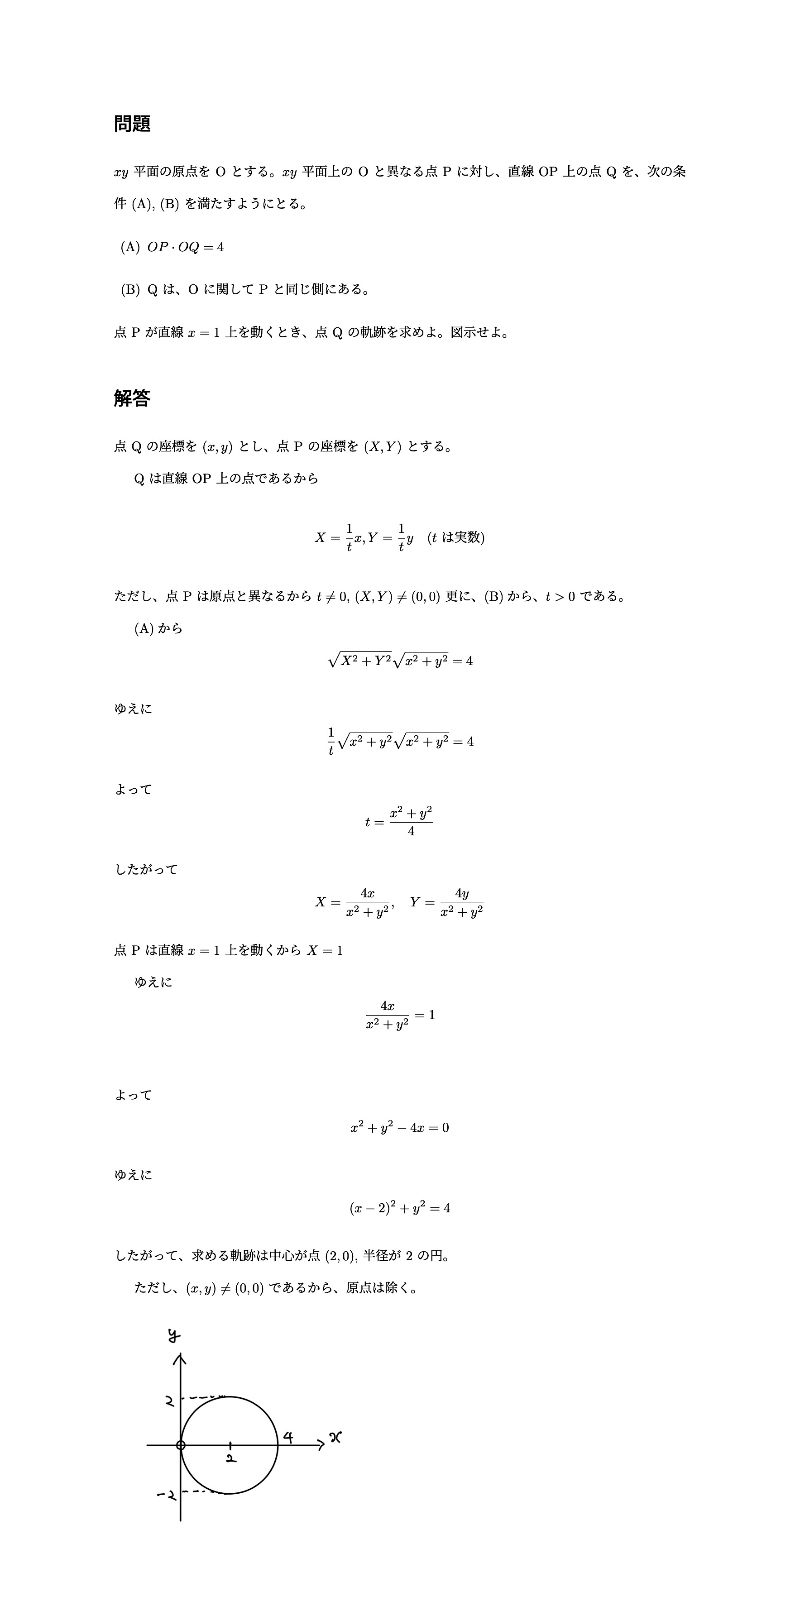 問題
xy 平面の原点を O とする。xy 平面上の O と異なる点 P に対し、直線 OP 上の点 Q を、次の条
件 (A), (B) を満たすようにとる。
(A) OP · OQ = 4
(B) Q は、O に関して P と同じ側にある。
点 P が直線 x = 1 上を動くとき、点 Q の軌跡を求めよ。図示せよ。
解答
点 Q の座標を (x, y) とし、点 P の座標を (X, Y) とする。
Q は直線 OP 上の点であるから
X = \frac{1}{t}x, Y = \frac{1}{t}y (t は実数)
ただし、点 P は原点と異なるから t ≠ 0, (X, Y) ≠ (0, 0) 更に、(B) から、t > 0 である。
(A) から
\sqrt{X^2 + Y^2}\sqrt{x^2 + y^2} = 4
ゆえに
\frac{1}{t}\sqrt{x^2 + y^2}\sqrt{x^2 + y^2} = 4
よって
t = \frac{x^2 + y^2}{4}
したがって
X = \frac{4x}{x^2 + y^2}, Y = \frac{4y}{x^2 + y^2}
点 P は直線 x = 1 上を動くから X = 1
ゆえに
\frac{4x}{x^2 + y^2} = 1
よって
x^2 + y^2 − 4x = 0
ゆえに
(x − 2)^2 + y^2 = 4
したがって、求める軌跡は中心が点 (2, 0), 半径が 2 の円。
ただし、(x, y) ≠ (0, 0) であるから、原点は除く。
y
2
4 x
2
-2